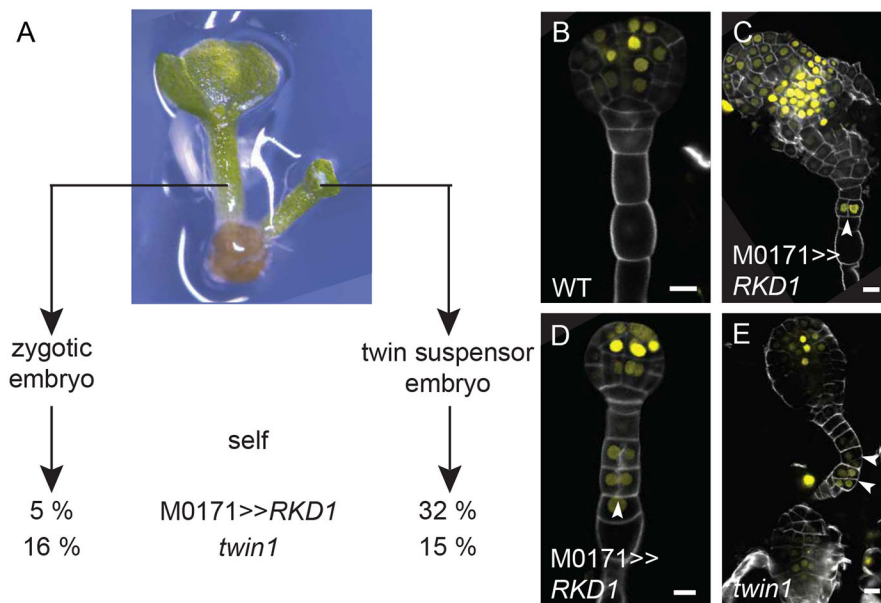 A
zygotic
embryo
twin suspensor
embryo
self
5 % M0171>>RKD1 32 %
16 % twin1 15 %
B
WT
C
M0171>>
RKD1
D
M0171>>
RKD1
E
twin1